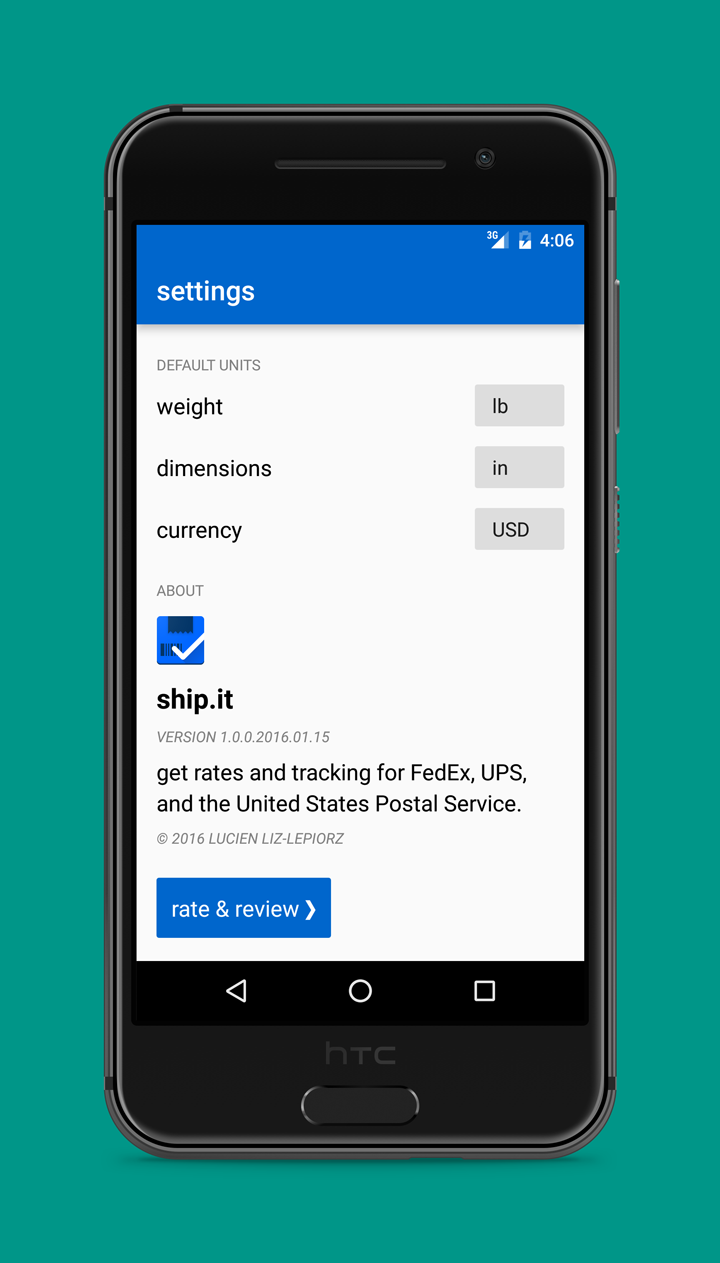 3G 4:06
settings
DEFAULT UNITS
weight lb
dimensions in
currency USD
ABOUT
ship.it
VERSION 1.0.0.2016.01.15
get rates and tracking for FedEx, UPS,
and the United States Postal Service.
© 2016 LUCIEN LIZ-LEPIORZ
rate & review ❯
hTC